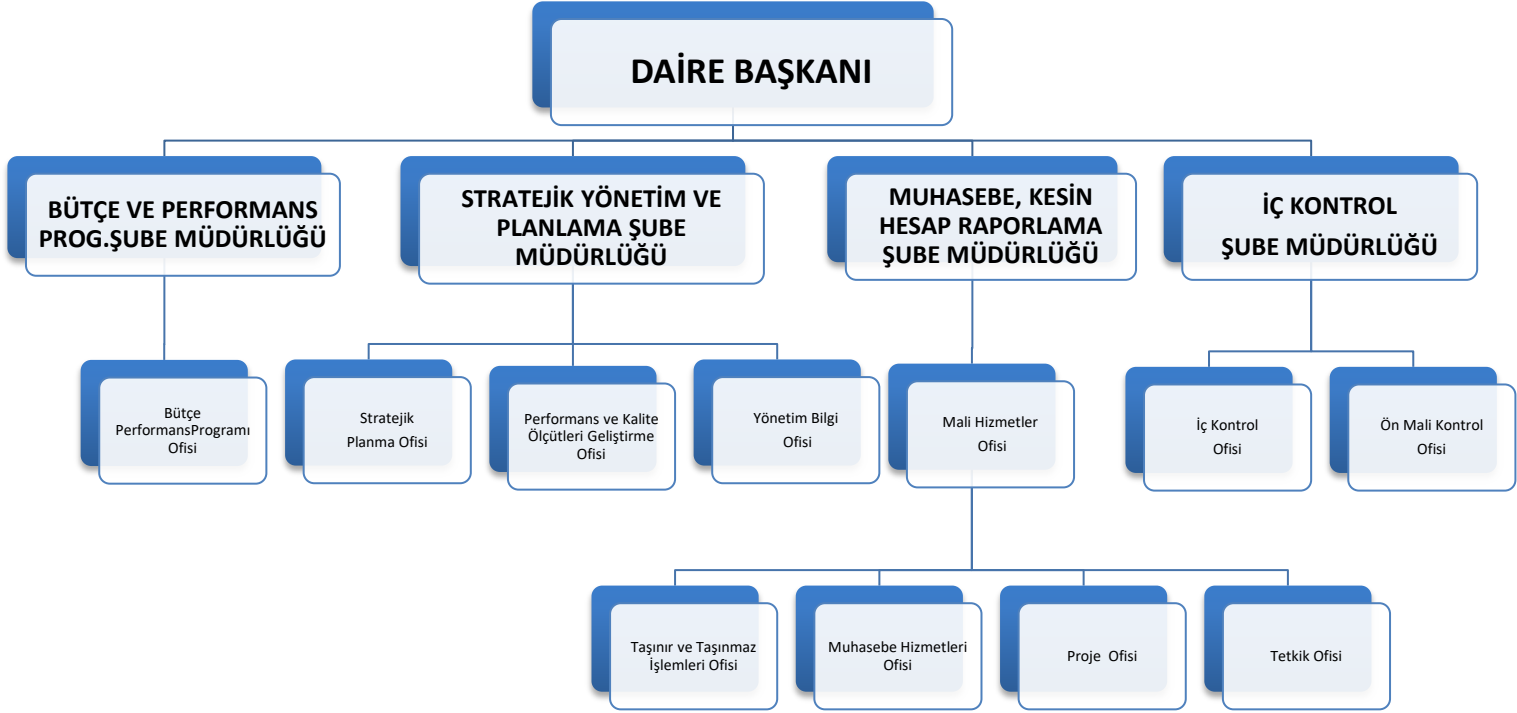 DAİRE BAŞKANI
BÜTÇE VE PERFORMANS
PROG.ŞUBE MÜDÜRLÜĞÜ
STRATEJİK YÖNETİM VE
PLANLAMA ŞUBE
MÜDÜRLÜĞÜ
MUHASEBE, KESİN
HESAP RAPORLAMA
ŞUBE MÜDÜRLÜĞÜ
İÇ KONTROL
ŞUBE MÜDÜRLÜĞÜ
Bütçe
PerformansProgramı
Ofisi
Stratejik
Planma Ofisi
Performans ve Kalite
Ölçütleri Geliştirme
Ofisi
Yönetim Bilgi
Ofisi
Mali Hizmetler
Ofisi
İç Kontrol
Ofisi
Ön Mali Kontrol
Ofisi
Taşınır ve Taşınmaz
İşlemleri Ofisi
Muhasebe Hizmetleri
Ofisi
Proje Ofisi
Tetkik Ofisi